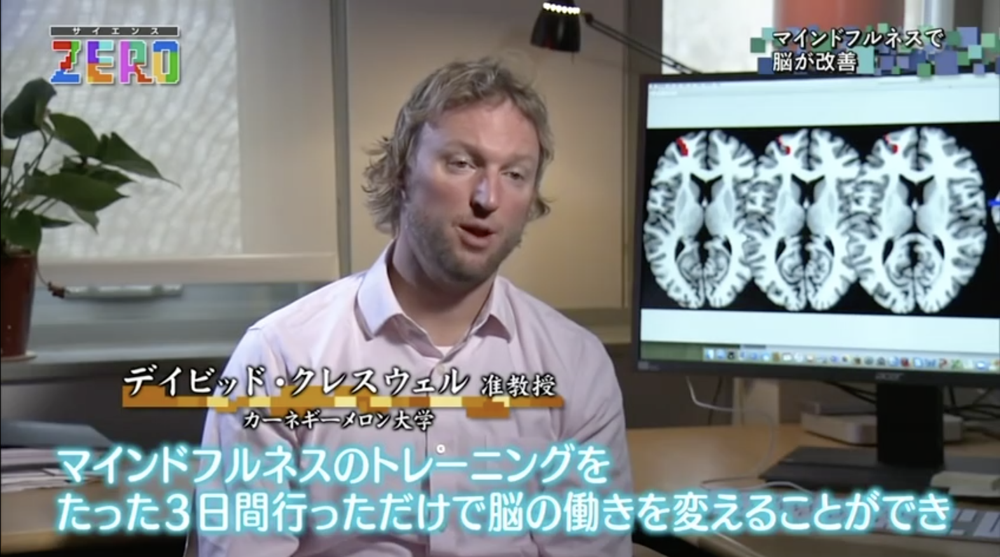 サイエンス
ZERO
マインドフルネスで
脳が改善
デイビッド・クレスウェル 准教授
カーネギーメロン大学
マインドフルネスのトレーニングを
たった3日間行っただけで脳の働きを変えることができ
acer